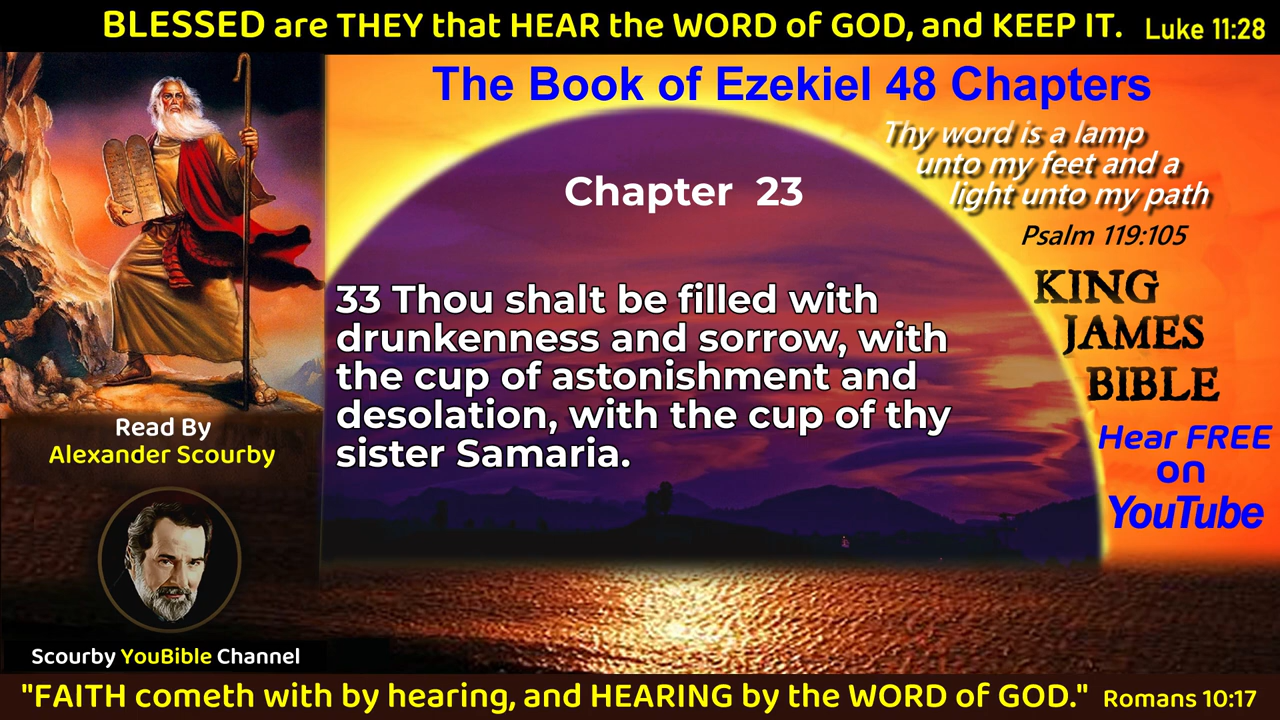 BLESSED are THEY that HEAR the WORD of GOD, and KEEP IT. Luke 11:28
The Book of Ezekiel 48 Chapters
Thy word is a lamp
unto my feet and a
light unto my path
Psalm 119:105
Chapter 23
33 Thou shalt be filled with
drunkenness and sorrow, with
the cup of astonishment and
desolation, with the cup of thy
sister Samaria.
KING
JAMES
BIBLE
Hear FREE
on
YouTube
Read By
Alexander Scourby
Scourby YouBible Channel
"FAITH cometh with by hearing, and HEARING by the WORD of GOD." Romans 10:17